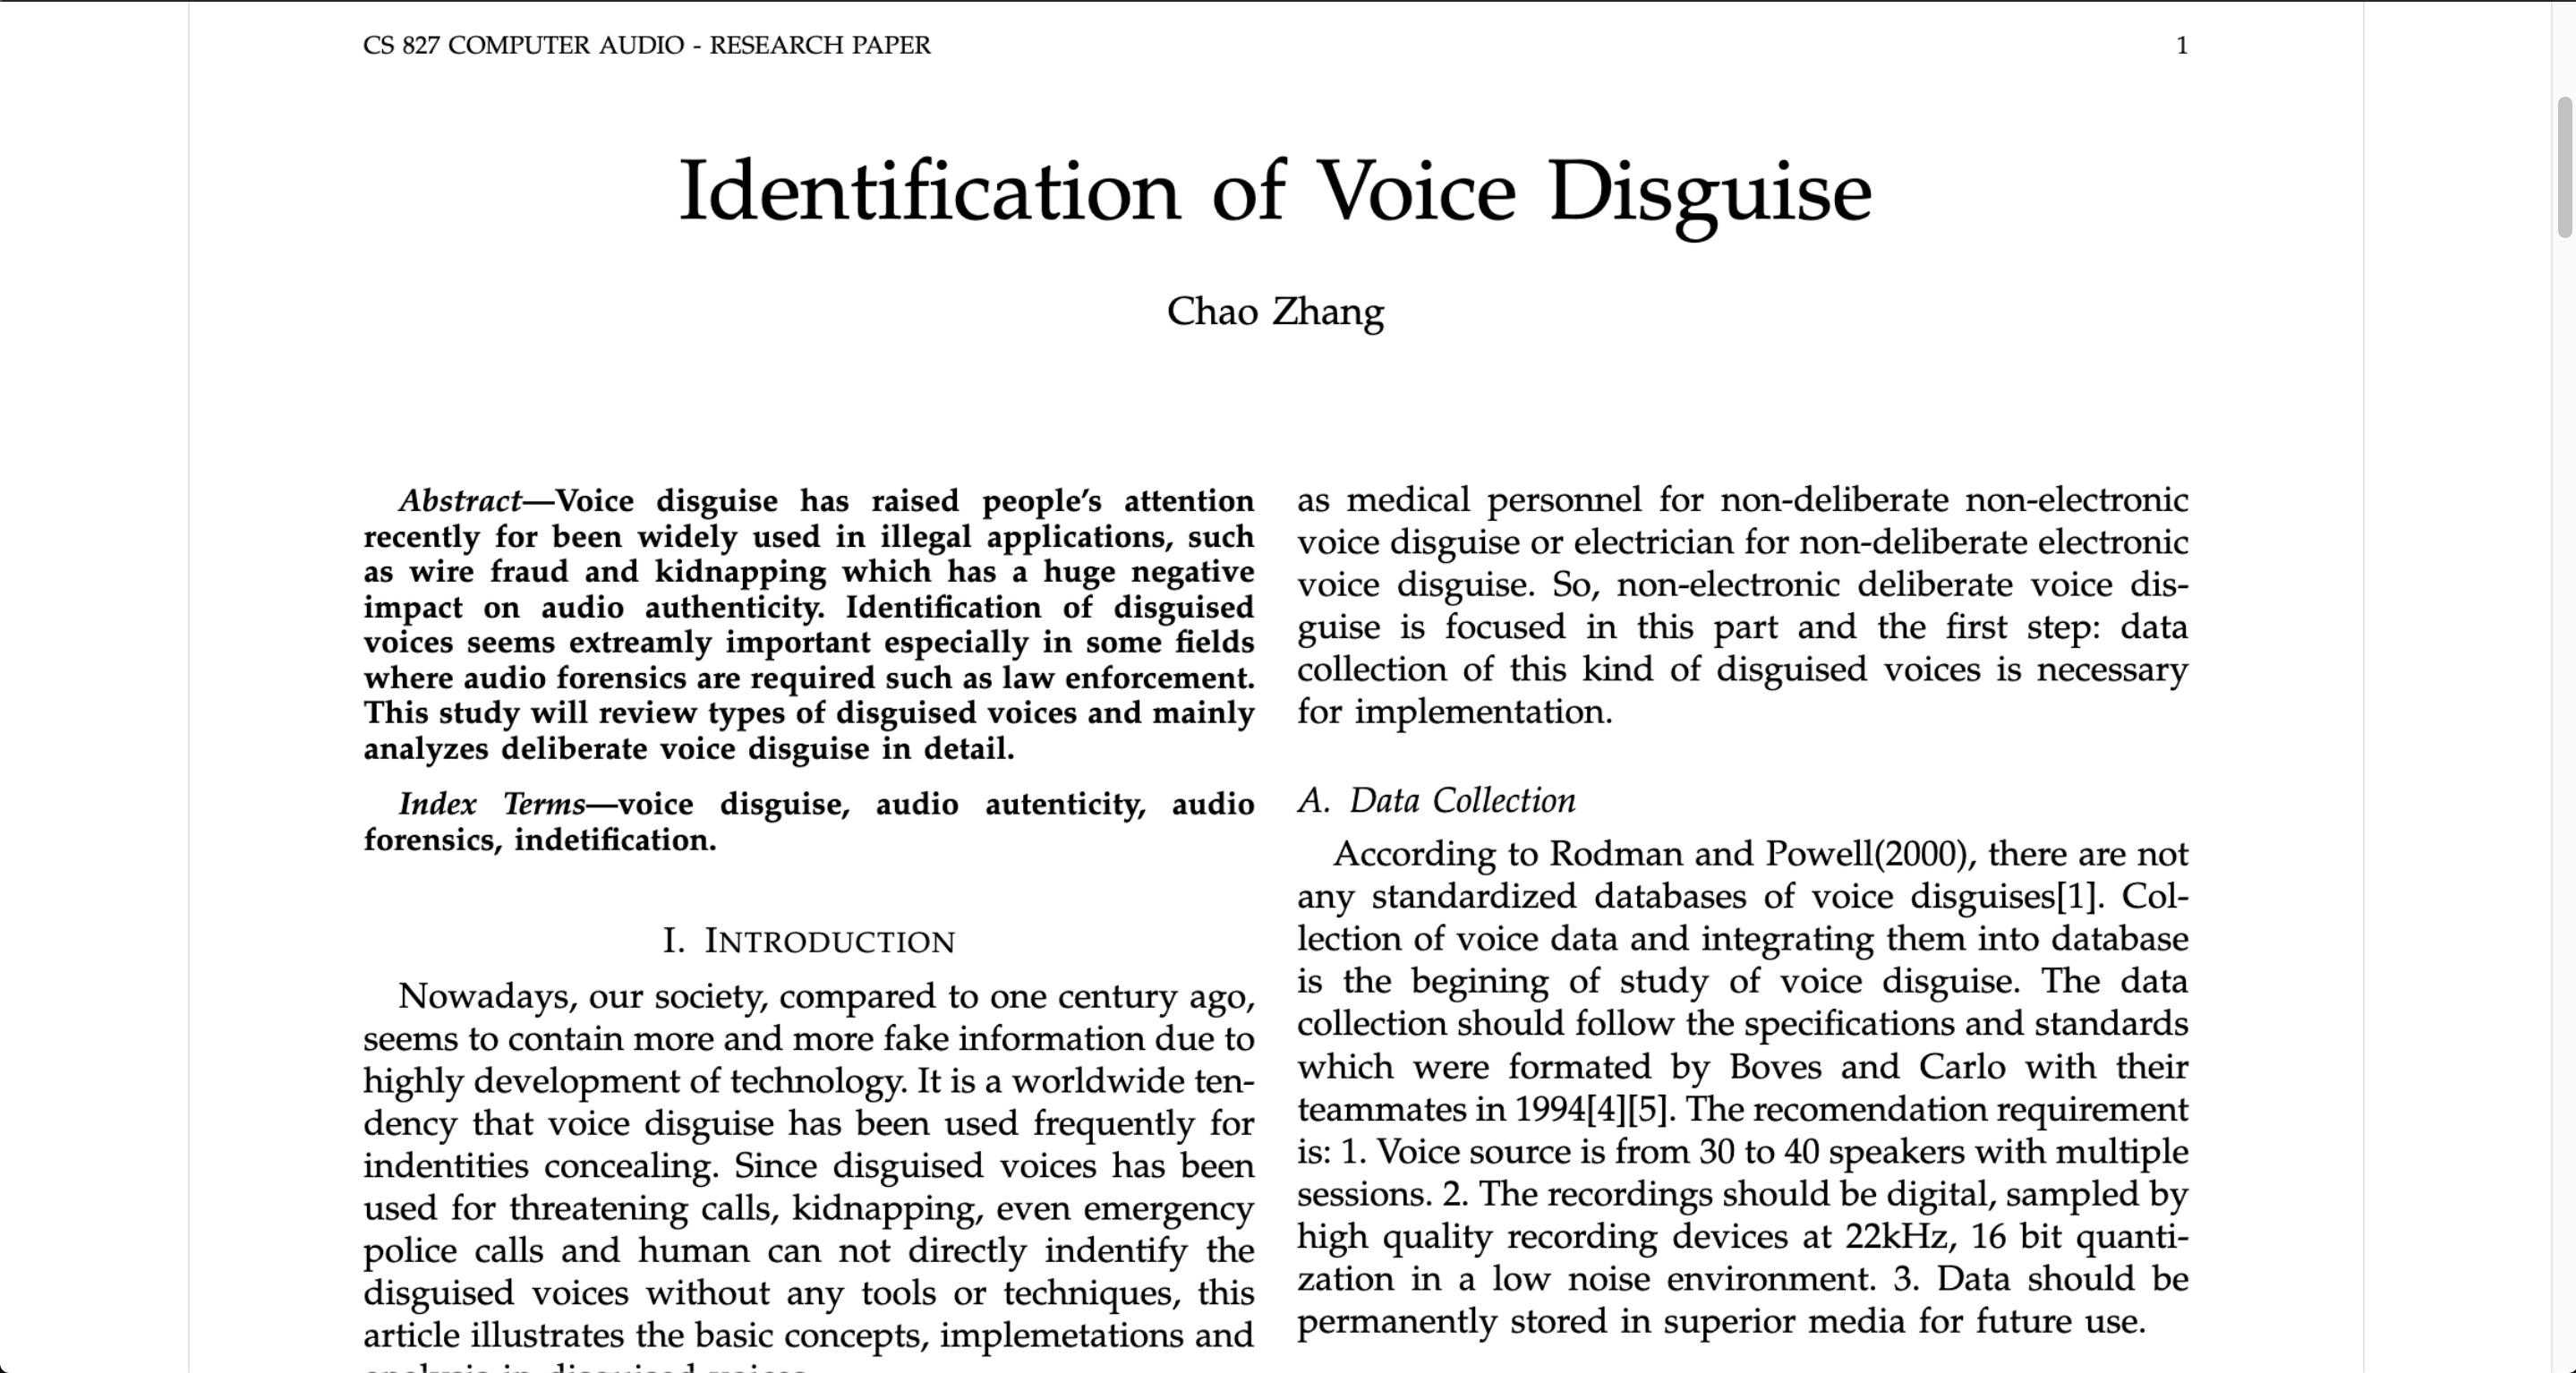 CS 827 COMPUTER AUDIO - RESEARCH PAPER 1
Identification of Voice Disguise
Chao Zhang
Abstract—Voice disguise has raised people's attention
recently for been widely used in illegal applications, such
as wire fraud and kidnapping which has a huge negative
impact on audio authenticity. Identification of disguised
voices seems extreamly important especially in some fields
where audio forensics are required such as law enforcement.
This study will review types of disguised voices and mainly
analyzes deliberate voice disguise in detail.
Index Terms—voice disguise, audio autenticity, audio
forensics, indetification.
I. INTRODUCTION
Nowadays, our society, compared to one century ago,
seems to contain more and more fake information due to
highly development of technology. It is a worldwide ten-
dency that voice disguise has been used frequently for
indentities concealing. Since disguised voices has been
used for threatening calls, kidnapping, even emergency
police calls and human can not directly indentify the
disguised voices without any tools or techniques, this
article illustrates the basic concepts, implemetations and
as medical personnel for non-deliberate non-electronic
voice disguise or electrician for non-deliberate electronic
voice disguise. So, non-electronic deliberate voice dis-
guise is focused in this part and the first step: data
collection of this kind of disguised voices is necessary
for implementation.
A. Data Collection
According to Rodman and Powell(2000), there are not
any standardized databases of voice disguises[1]. Col-
lection of voice data and integrating them into database
is the begining of study of voice disguise. The data
collection should follow the specifications and standards
which were formated by Boves and Carlo with their
teammates in 1994[4][5]. The recomendation requirement
is: 1. Voice source is from 30 to 40 speakers with multiple
sessions. 2. The recordings should be digital, sampled by
high quality recording devices at 22kHz, 16 bit quanti-
zation in a low noise environment. 3. Data should be
permanently stored in superior media for future use.